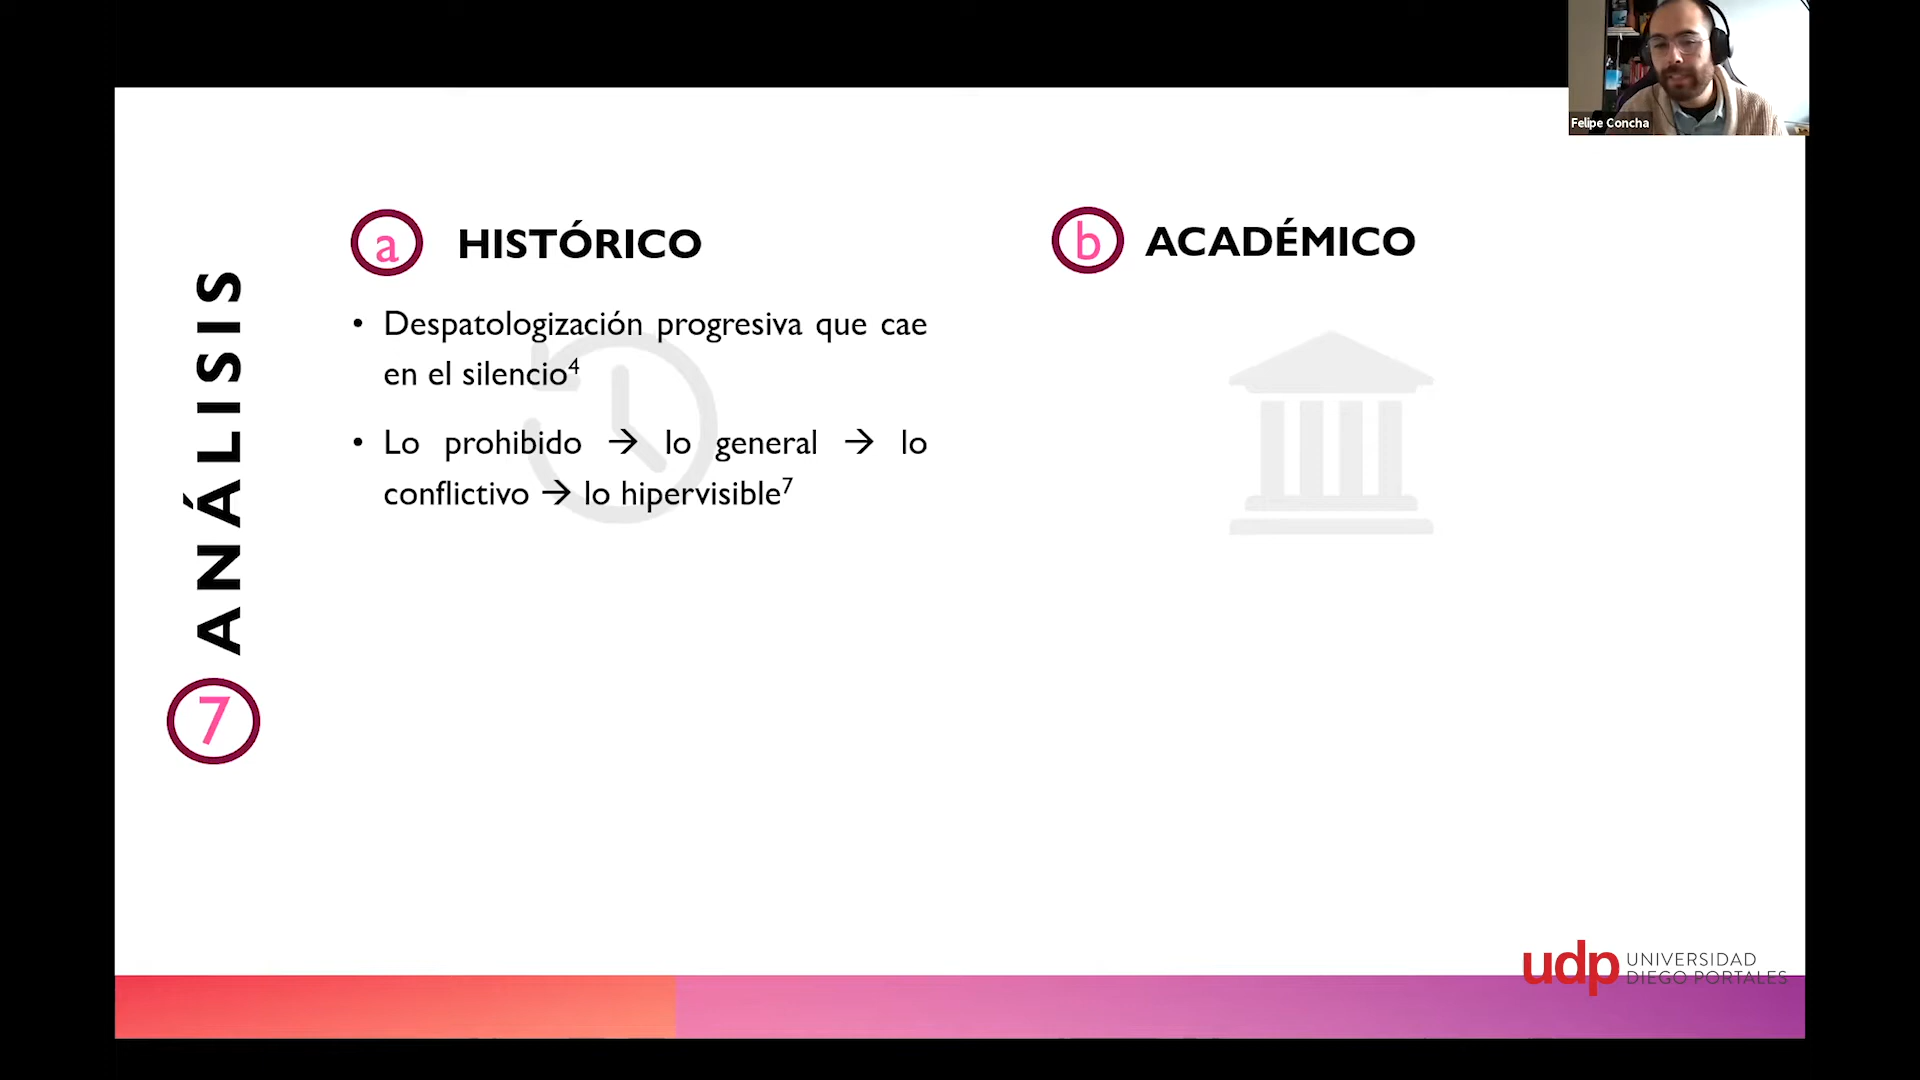 Felipe Concha
7 ANÁLISIS
a HISTÓRICO
• Despatologización progresiva que cae
en el silencio⁴
• Lo prohibido → lo general → lo
conflictivo → lo hipervisible⁷
b ACADÉMICO
udp UNIVERSIDAD
DIEGO PORTALES